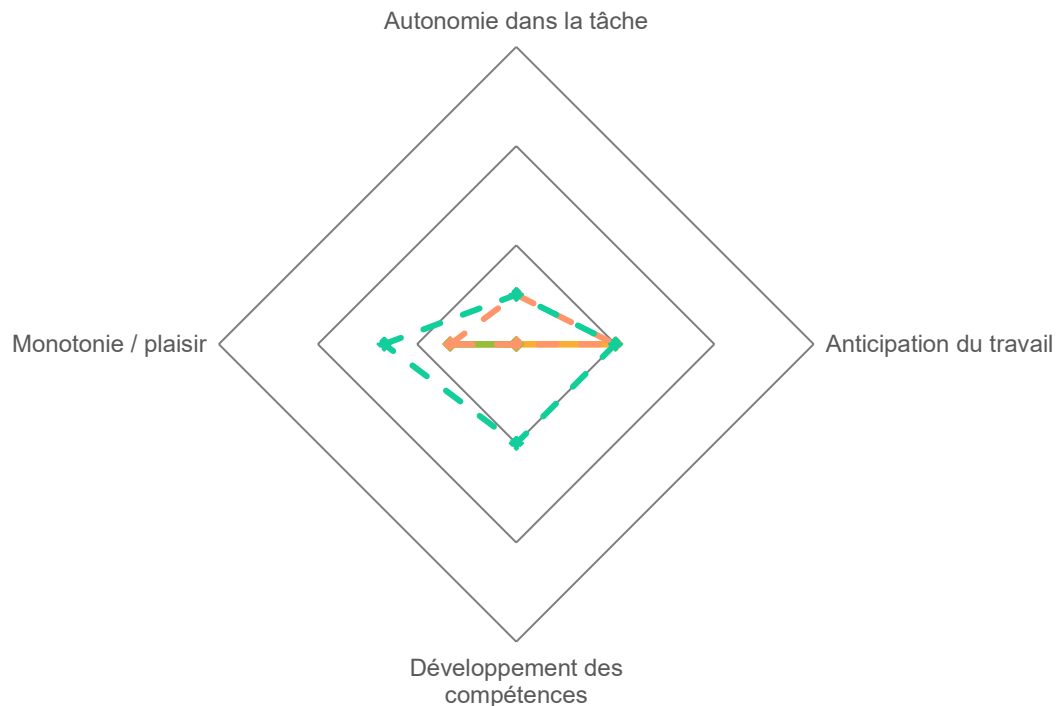 Autonomie dans la tâche
Monotonie / plaisir
Anticipation du travail
Développement des
compétences